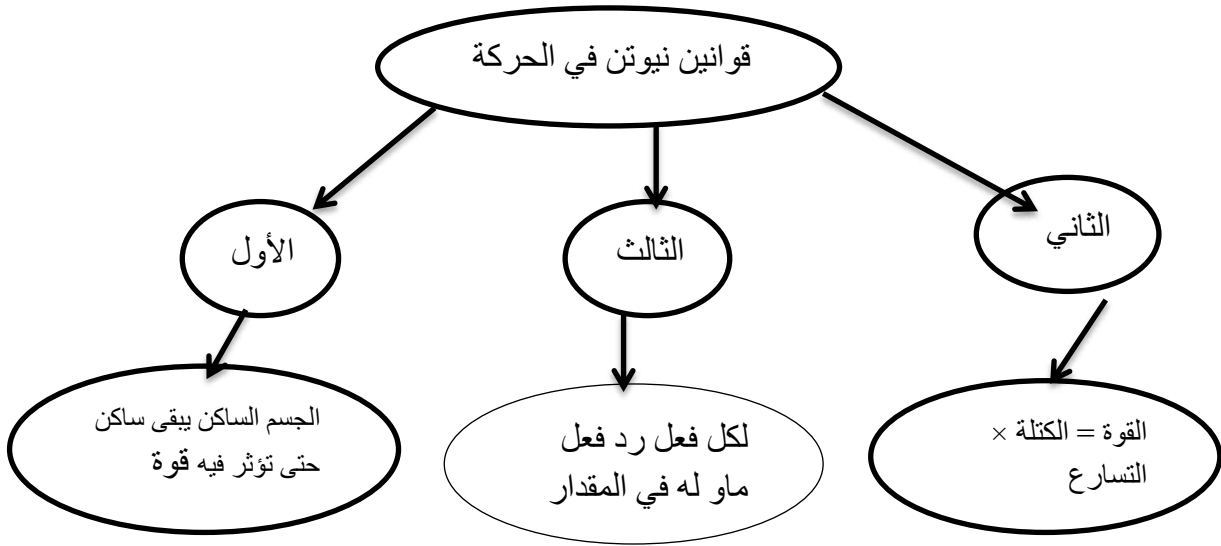 قوانين نيوتن في الحركة
الثاني
الثالث
الأول
القوة = الكتلة ×
التسارع
لكل فعل رد فعل
ماو له في المقدار
الجسم الساكن يبقى ساكن
حتى تؤثر فيه قوة